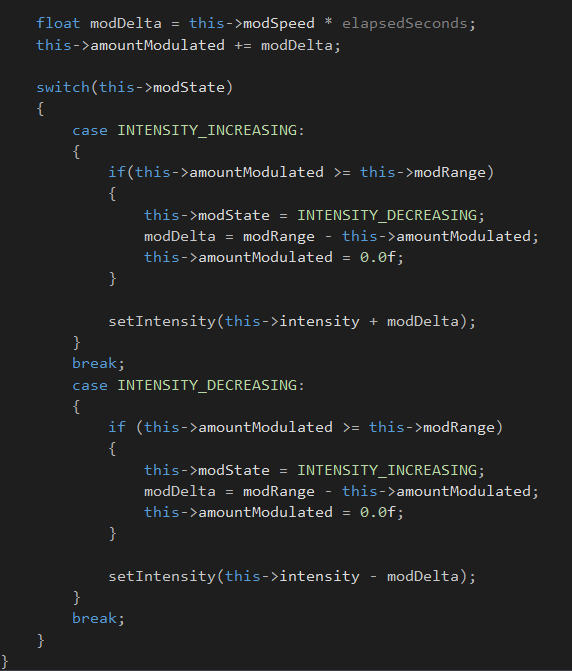 float modDelta = this->modSpeed * elapsedSeconds;
this->amountModulated += modDelta;
switch(this->modState)
{
case INTENSITY_INCREASING:
{
if(this->amountModulated >= this->modRange)
{
this->modState = INTENSITY_DECREASING;
modDelta = modRange - this->amountModulated;
this->amountModulated = 0.0f;
}
setIntensity(this->intensity + modDelta);
}
break;
case INTENSITY_DECREASING:
{
if (this->amountModulated >= this->modRange)
{
this->modState = INTENSITY_INCREASING;
modDelta = modRange - this->amountModulated;
this->amountModulated = 0.0f;
}
setIntensity(this->intensity - modDelta);
}
break;
}
}